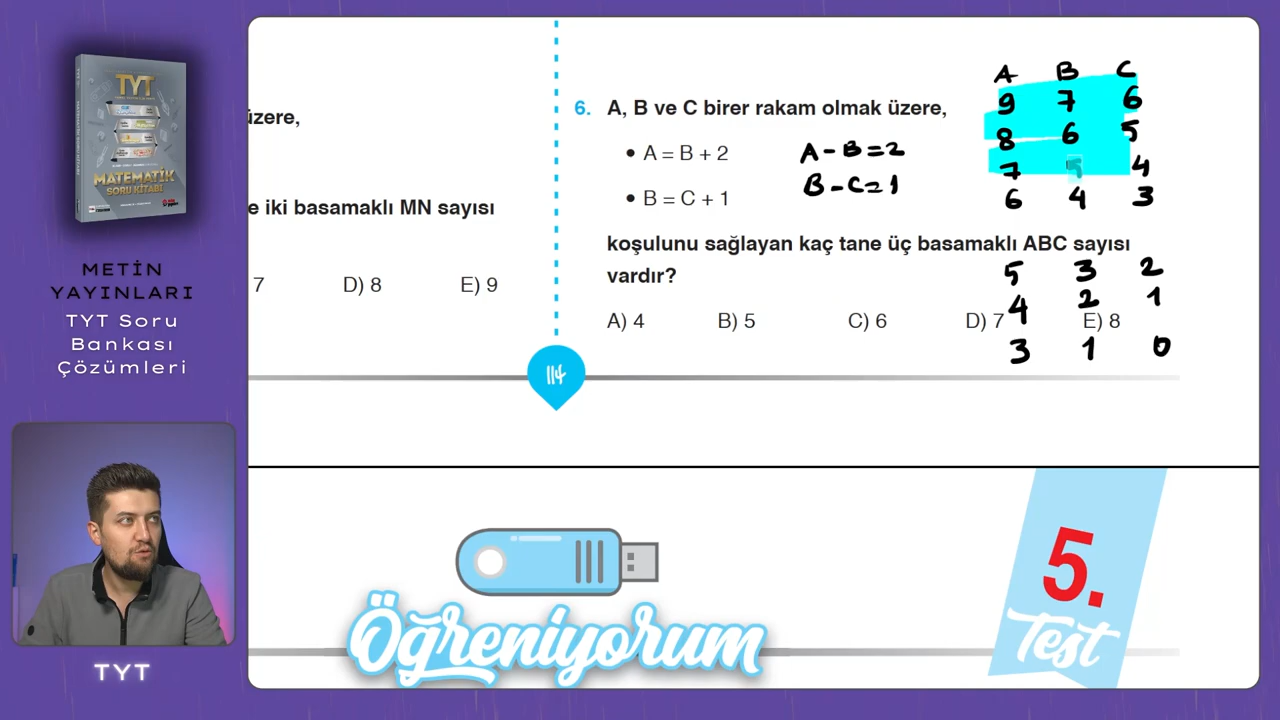 TYT
MATEMATİK
SORU KİTABI
METİN
YAYINLARI
TYT Soru
Bankası
Çözümleri
TYT
üzere,
e iki basamaklı MN sayısı
7 D) 8 E) 9
6. A, B ve C birer rakam olmak üzere,
• A = B + 2
A - B = 2
• B = C + 1
B - C = 1
koşulunu sağlayan kaç tane üç basamaklı ABC sayısı
vardır?
A) 4 B) 5 C) 6 D) 7 E) 8
A B C
9 7 6
8 6 5
7 5 4
6 4 3
5 3 2
4 2 1
3 1 0
114
Öğreniyorum
5.
Test